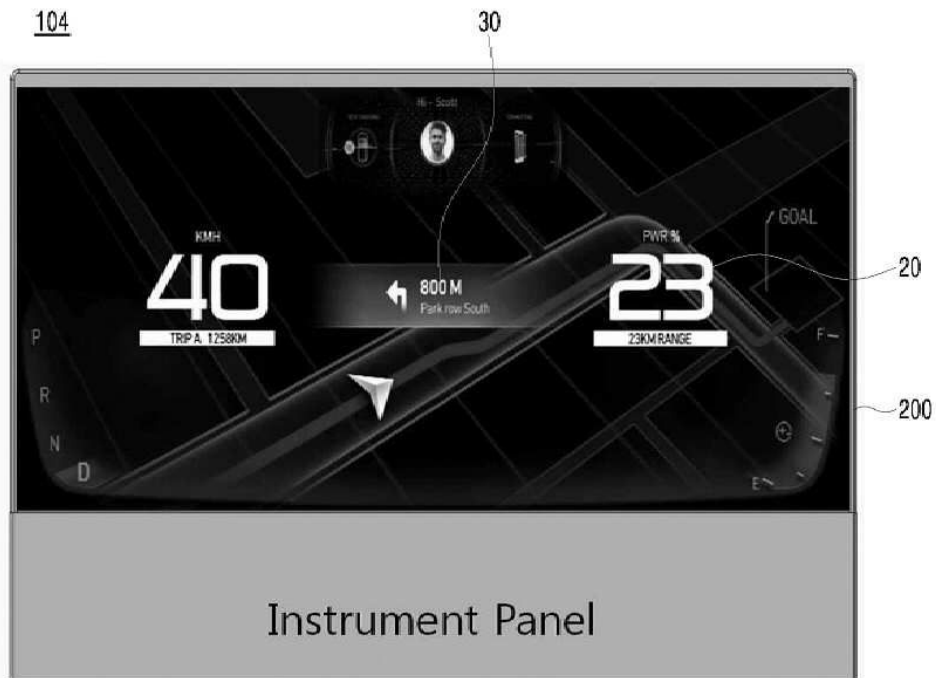 104
30
Hi - Scott
KMH
40
TRIP A. 1258KM
800 M
Park row South
PWR %
23
23KM RANGE
GOAL
20
200
P
R
N
D
F
E
Instrument Panel